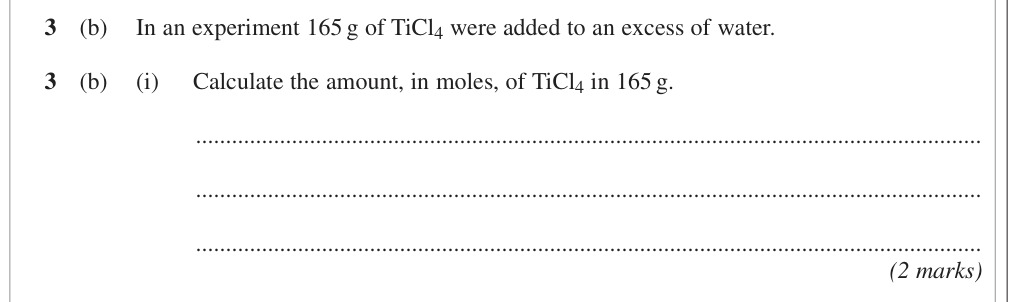 3 (b) In an experiment 165 g of TiCl₄ were added to an excess of water.
3 (b) (i) Calculate the amount, in moles, of TiCl₄ in 165 g.
(2 marks)